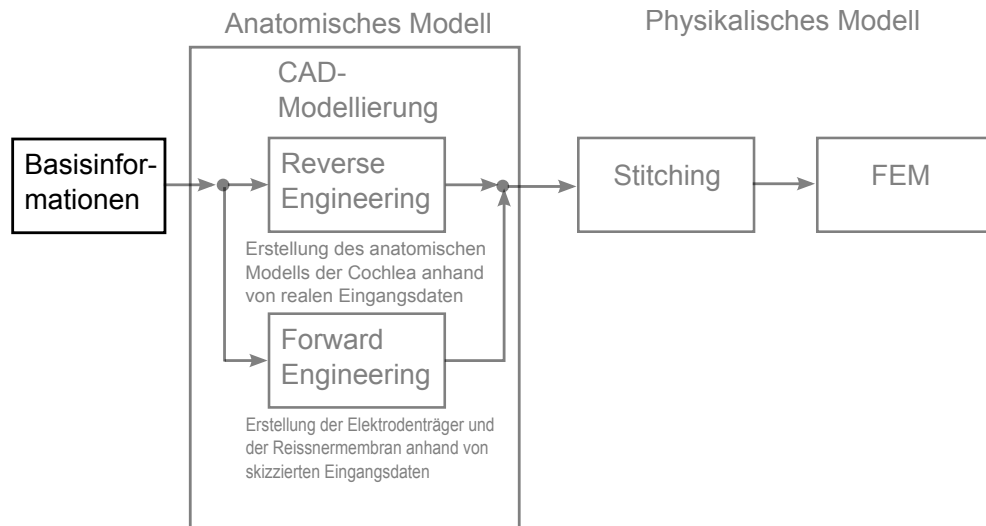 Anatomisches Modell
Physikalisches Modell
CAD-
Modellierung
Basisinfor-
mationen
Reverse
Engineering
Stitching
FEM
Erstellung des anatomischen
Modells der Cochlea anhand
von realen Eingangsdaten
Forward
Engineering
Erstellung der Elektrodenträger und
der Reissnermembran anhand von
skizzierten Eingangsdaten